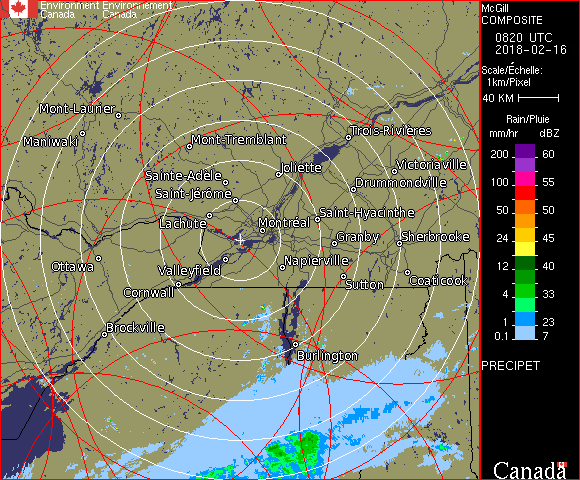 Environment Environnement
Canada Canada
McGill
COMPOSITE
0820 UTC
2018-02-16
Scale/Échelle:
1km/Pixel
40 KM
Rain/Pluie
mm/hr dBZ
200 60
100 55
50 50
24 45
12 40
4 33
1 23
0.1 7
PRECIPET
Mont-Laurier
Maniwaki
Mont-Tremblant
Trois-Rivières
Joliette
Victoriaville
Sainte-Adèle
Drummondville
Saint-Jérôme
Lachute
Saint-Hyacinthe
Montréal
Granby
Sherbrooke
Ottawa
Valleyfield
Napierville
Cornwall
Sutton
Coaticook
Brockville
Burlington
Canada